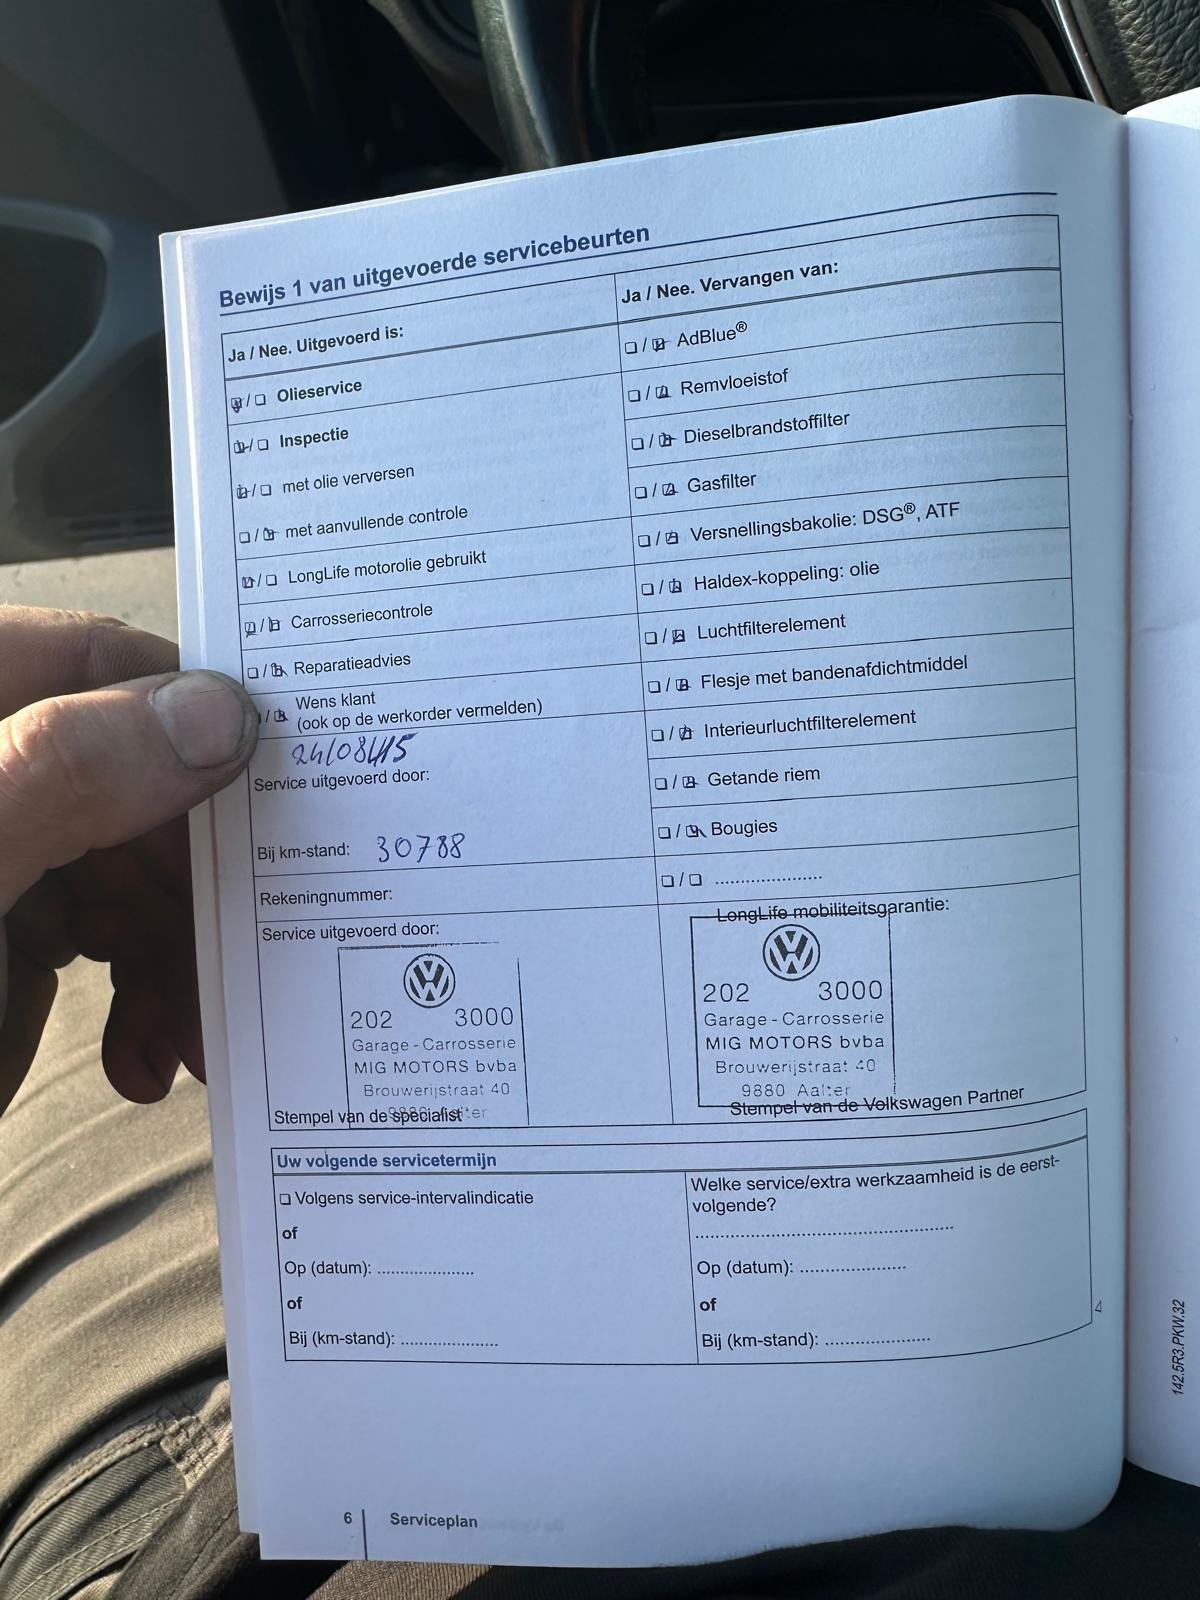 Bewijs 1 van uitgevoerde servicebeurten
Ja / Nee. Uitgevoerd is:
Olieservice
Inspectie
met olie verversen
met aanvullende controle
LongLife motorolie gebruikt
Carrosseriecontrole
Reparatieadvies
Wens klant
(ook op de werkorder vermelden)
24/08/15
Service uitgevoerd door:
Bij km-stand: 30788
Rekeningnummer:
Service uitgevoerd door:
202 3000
Garage - Carrosserie
MIG MOTORS bvba
Brouwerijstraat 40
9880 Aalter
Stempel van de specialist
Ja / Nee. Vervangen van:
AdBlue®
Remvloeistof
Dieselbrandstoffilter
Gasfilter
Versnellingsbakolie: DSG®, ATF
Haldex-koppeling: olie
Luchtfilterelement
Flesje met bandenafdichtmiddel
Interieurluchtfilterelement
Getande riem
Bougies
....................
LongLife mobiliteitsgarantie:
202 3000
Garage - Carrosserie
MIG MOTORS bvba
Brouwerijstraat 40
9880 Aalter
Stempel van de Volkswagen Partner
Uw volgende servicetermijn
Volgens service-intervalindicatie
of
Op (datum): ..................
of
Bij (km-stand): ..................
Welke service/extra werkzaamheid is de eerst-
volgende?
................................................
Op (datum): ....................
of
Bij (km-stand): ....................
6 Serviceplan
142.5R3.PKW.32